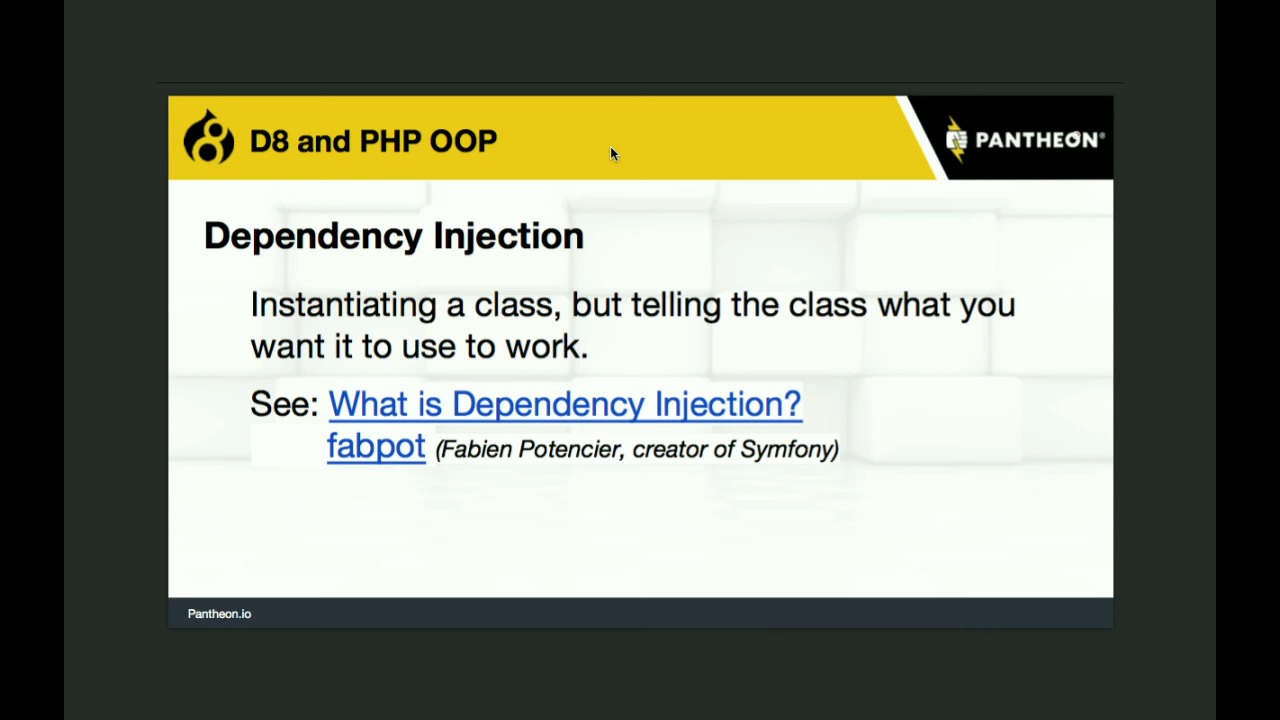 D8 and PHP OOP
PANTHEON®
Dependency Injection
Instantiating a class, but telling the class what you
want it to use to work.
See: What is Dependency Injection?
fabpot (Fabien Potencier, creator of Symfony)
Pantheon.io